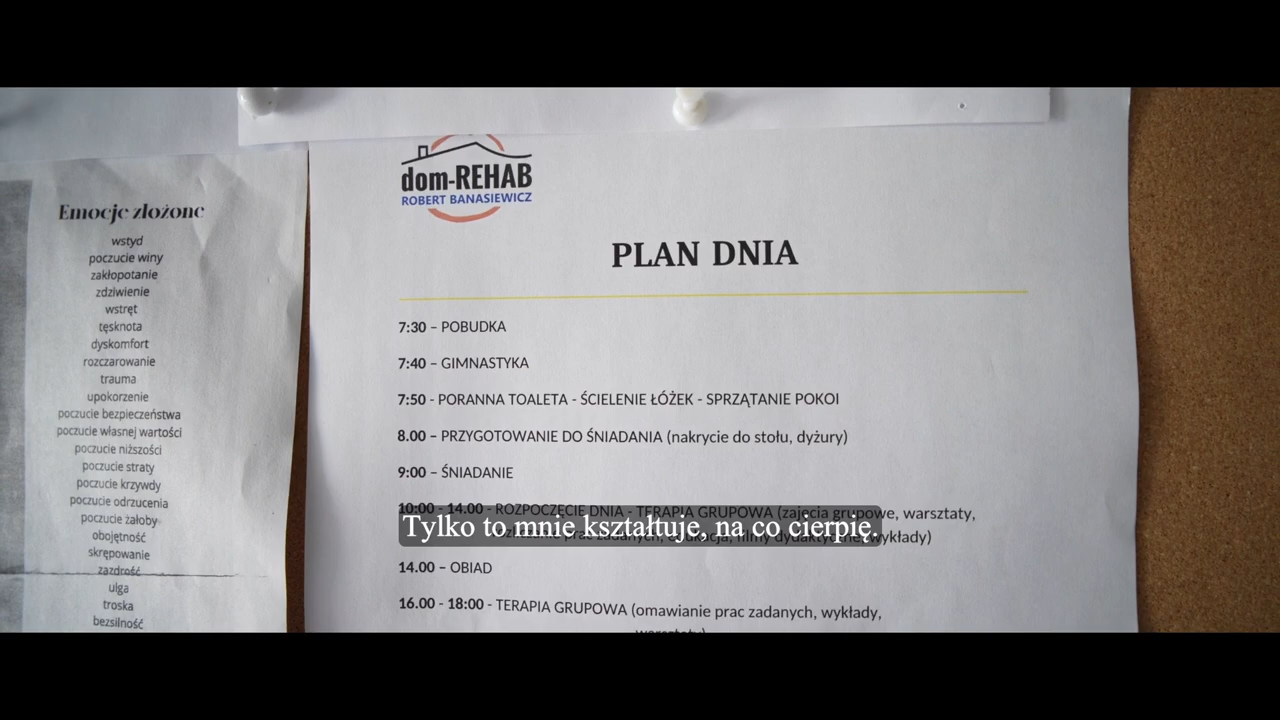 Emocje złożone
wstyd
poczucie winy
zakłopotanie
zdziwienie
wstręt
tęsknota
dyskomfort
rozczarowanie
trauma
upokorzenie
poczucie bezpieczeństwa
poczucie własnej wartości
poczucie niższości
poczucie straty
poczucie krzywdy
poczucie odrzucenia
poczucie żałoby
obojętność
skrępowanie
zazdrość
ulga
troska
bezsilność
dom-REHAB
ROBERT BANASIEWICZ
PLAN DNIA
7:30 – POBUDKA
7:40 – GIMNASTYKA
7:50 - PORANNA TOALETA - ŚCIELENIE ŁÓŻEK - SPRZĄTANIE POKOI
8.00 – PRZYGOTOWANIE DO ŚNIADANIA (nakrycie do stołu, dyżury)
9:00 – ŚNIADANIE
10:00 - 14.00 - ROZPOCZĘCIE DNIA - TERAPIA GRUPOWA (zajęcia grupowe, warsztaty,
prac zadanych, filmy wykłady)
Tylko to mnie kształtuje, na co cierpię.
14.00 – OBIAD
16.00 - 18:00 - TERAPIA GRUPOWA (omawianie prac zadanych, wykłady,
warsztaty)